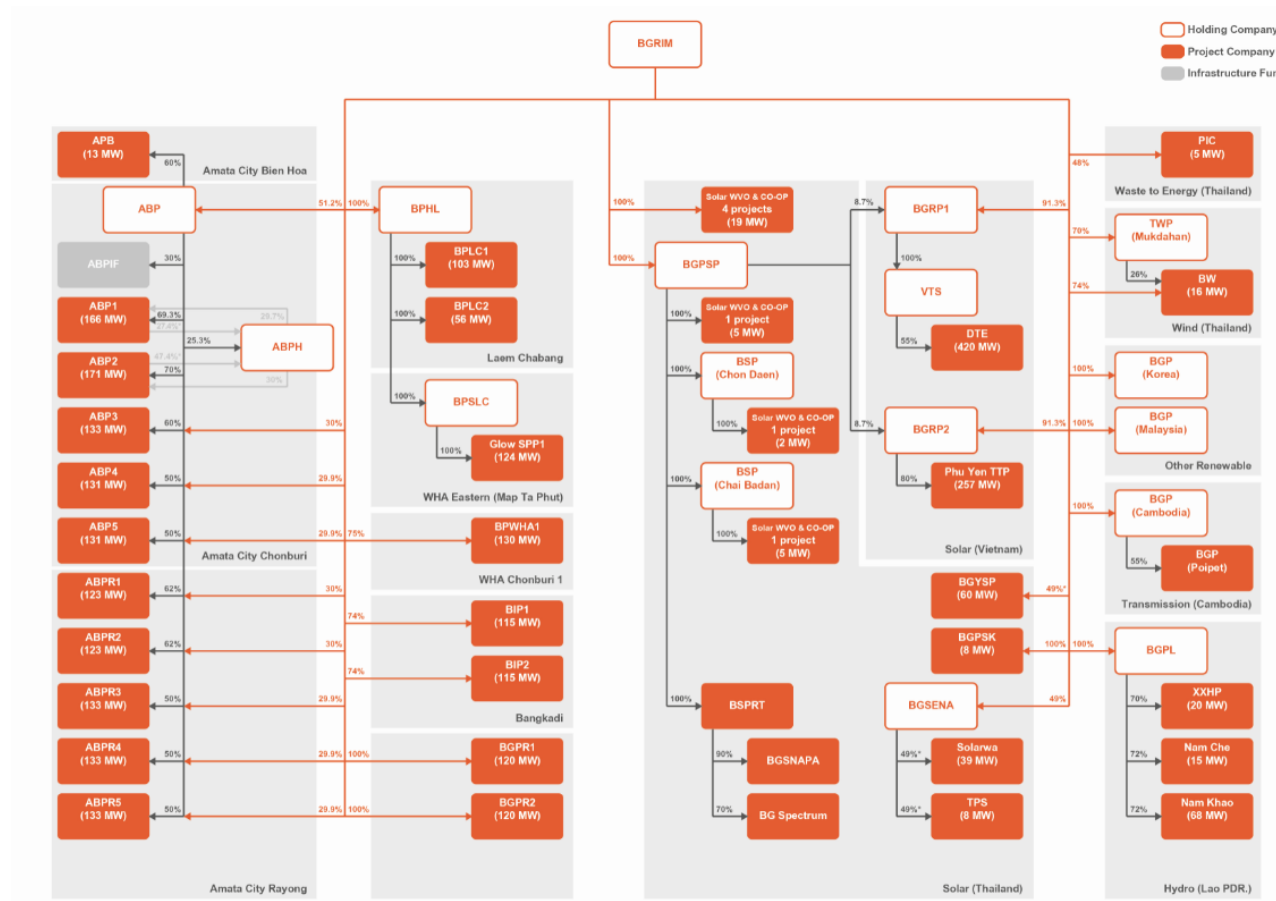 BGRIM
Holding Company
Project Company
Infrastructure Fur
APB
(13 MW)
60%
Amata City Bien Hoa
ABP
51.2%
ABPIF
30%
ABP1
(166 MW)
69.3%
29.7%
27.4%*
25.3%
ABPH
ABP2
(171 MW)
47.4%*
70%
30%
ABP3
(133 MW)
60%
30%
ABP4
(131 MW)
50%
29.9%
ABP5
(131 MW)
50%
29.9%
Amata City Chonburi
ABPR1
(123 MW)
62%
30%
ABPR2
(123 MW)
62%
30%
ABPR3
(133 MW)
50%
29.9%
ABPR4
(133 MW)
50%
29.9%
ABPR5
(133 MW)
50%
29.9%
Amata City Rayong
100%
BPHL
100%
BPLC1
(103 MW)
100%
BPLC2
(56 MW)
Laem Chabang
100%
BPSLC
100%
Glow SPP1
(124 MW)
WHA Eastern (Map Ta Phut)
75%
BPWHA1
(130 MW)
WHA Chonburi 1
74%
BIP1
(115 MW)
74%
BIP2
(115 MW)
Bangkadi
100%
BGPR1
(120 MW)
100%
BGPR2
(120 MW)
100%
Solar WVO & CO-OP
4 projects
(19 MW)
100%
BGPSP
100%
Solar WVO & CO-OP
1 project
(5 MW)
100%
BSP
(Chon Daen)
100%
Solar WVO & CO-OP
1 project
(2 MW)
100%
BSP
(Chai Badan)
100%
Solar WVO & CO-OP
1 project
(5 MW)
100%
BSPRT
90%
BGSNAPA
70%
BG Spectrum
8.7%
BGRP1
91.3%
100%
VTS
55%
DTE
(420 MW)
8.7%
BGRP2
91.3%
80%
Phu Yen TTP
(257 MW)
Solar (Vietnam)
BGYSP
(60 MW)
49%*
BGPSK
(8 MW)
100%
BGSENA
49%
49%*
Solarwa
(39 MW)
49%*
TPS
(8 MW)
Solar (Thailand)
48%
PIC
(5 MW)
Waste to Energy (Thailand)
70%
TWP
(Mukdahan)
26%
74%
BW
(16 MW)
Wind (Thailand)
100%
BGP
(Korea)
100%
BGP
(Malaysia)
Other Renewable
100%
BGP
(Cambodia)
55%
BGP
(Poipet)
Transmission (Cambodia)
100%
BGPL
70%
XXHP
(20 MW)
72%
Nam Che
(15 MW)
72%
Nam Khao
(68 MW)
Hydro (Lao PDR.)